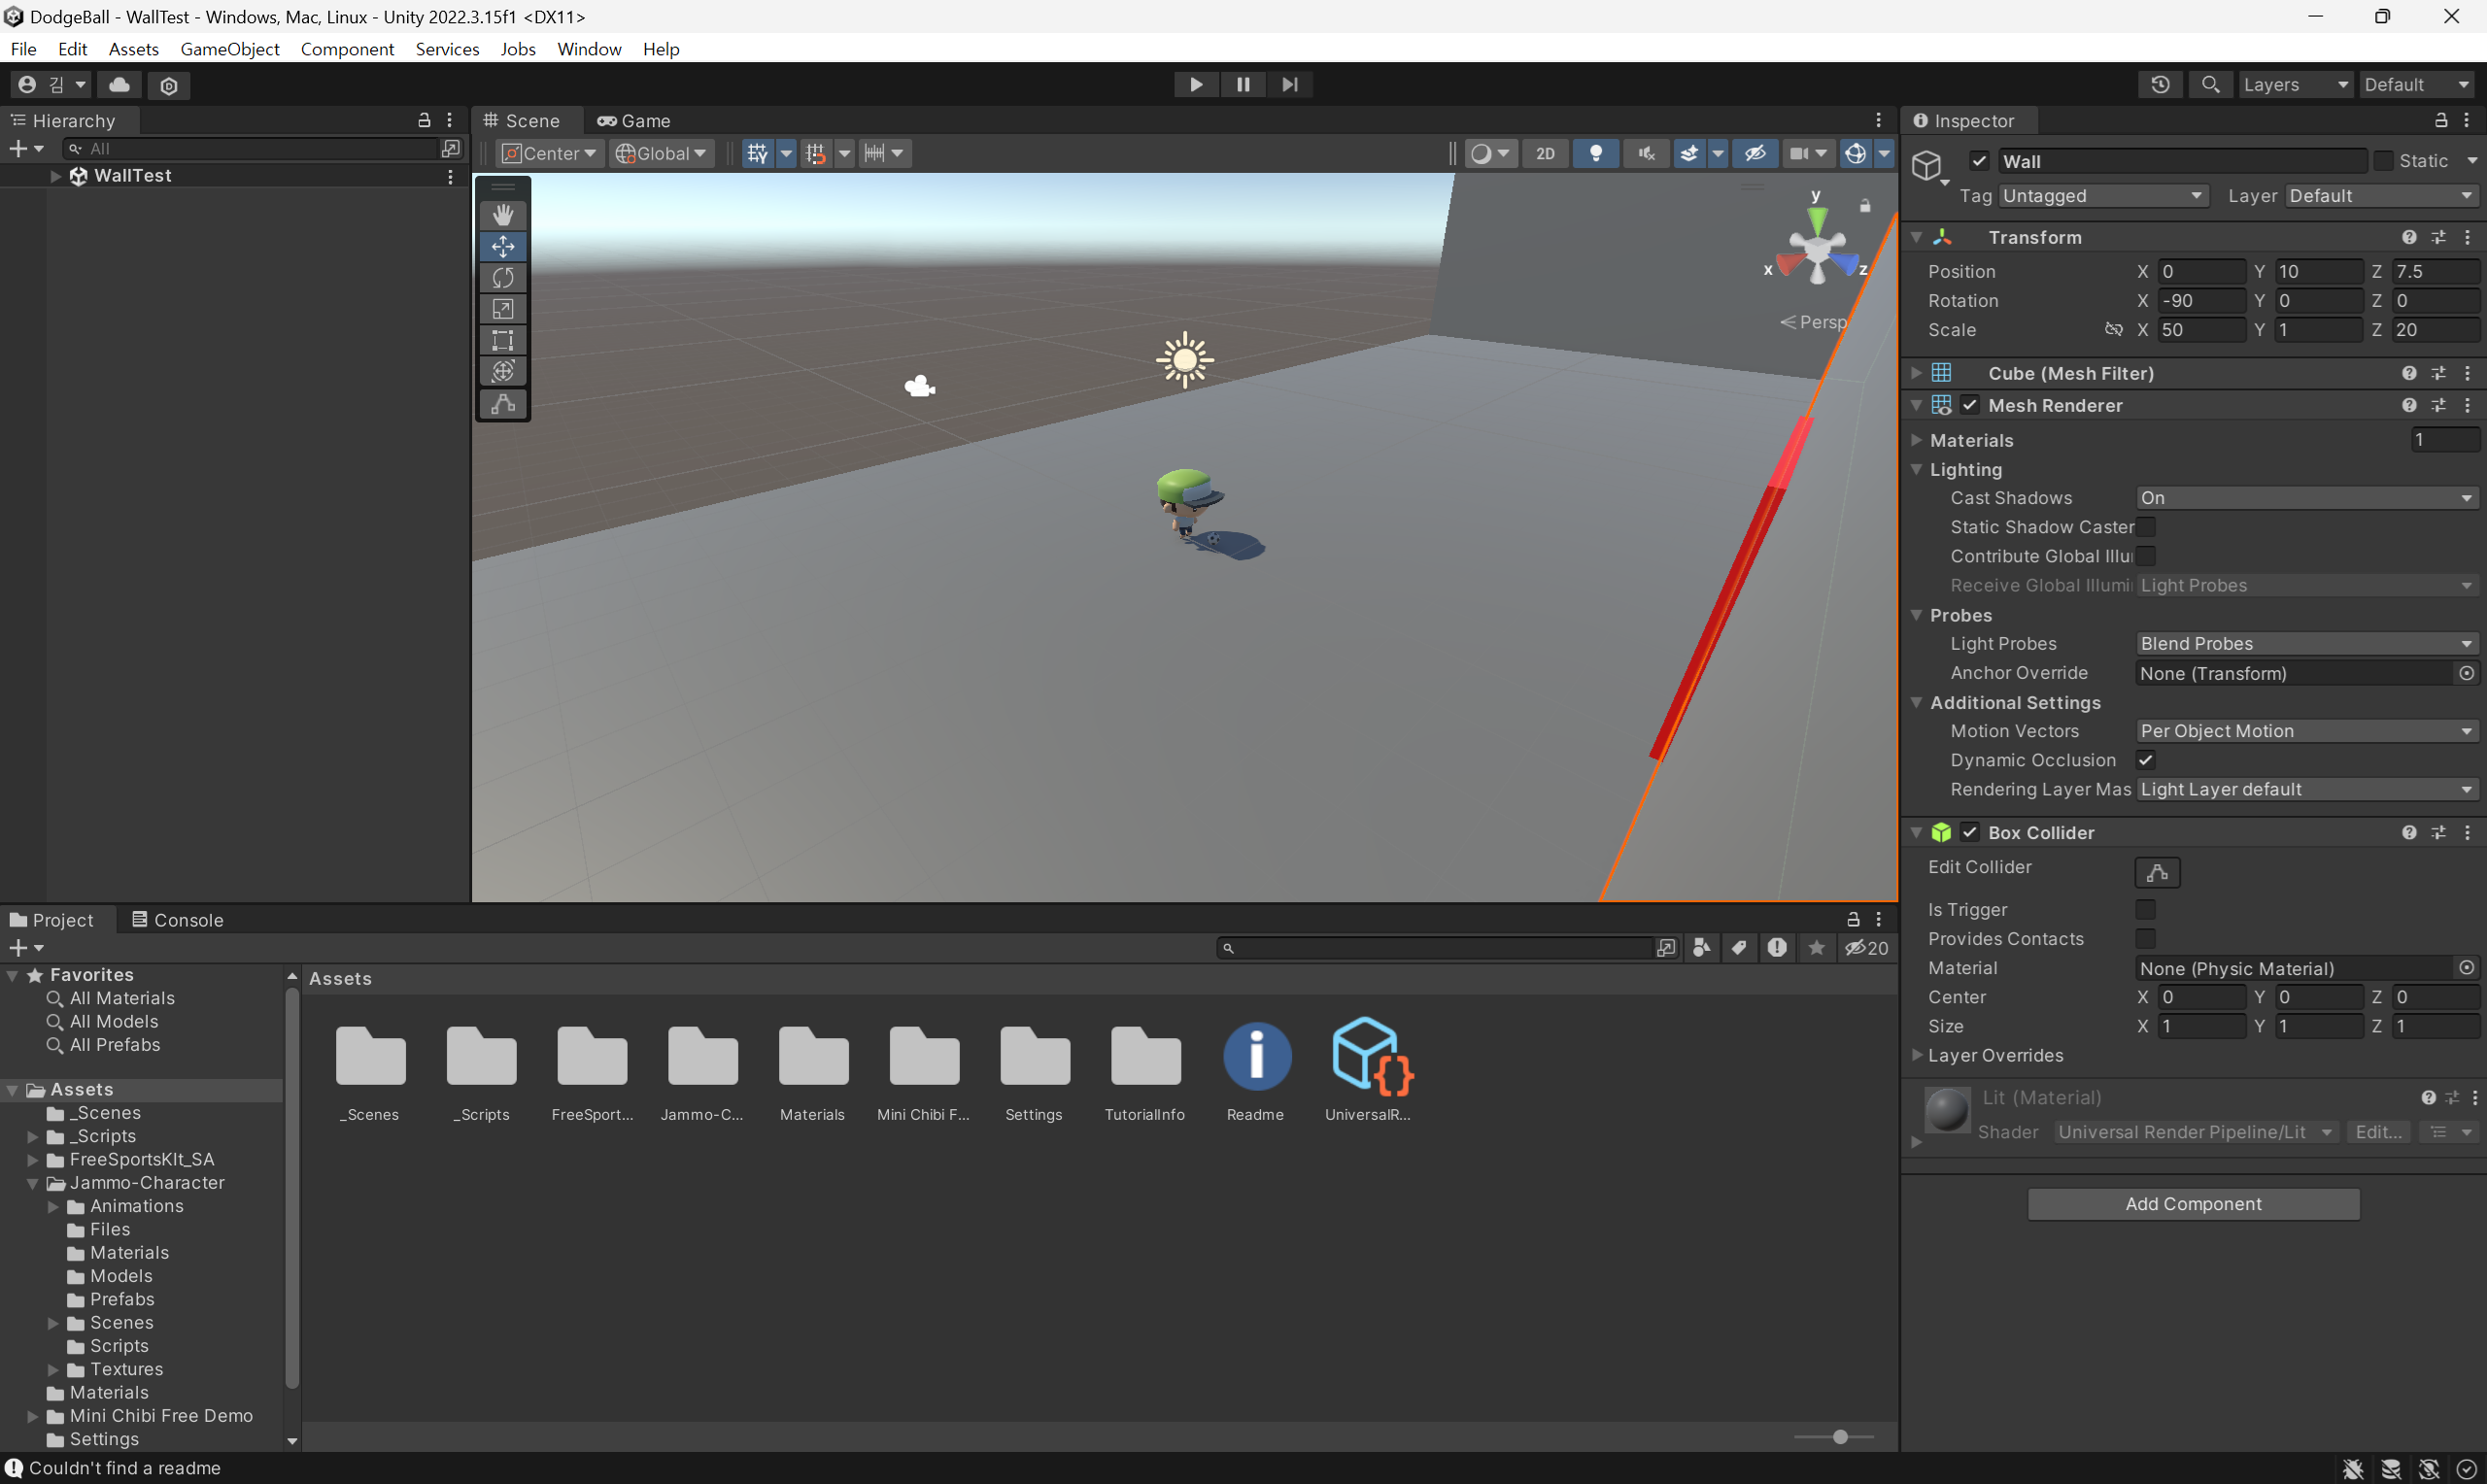 DodgeBall - WallTest - Windows, Mac, Linux - Unity 2022.3.15f1 <DX11>
File Edit Assets GameObject Component Services Jobs Window Help
김 Layers Default
Hierarchy
All
WallTest
Scene Game
Center Global 2D
y
x z
Persp
Inspector
Wall Static
Tag Untagged Layer Default
Transform
Position X 0 Y 10 Z 7.5
Rotation X -90 Y 0 Z 0
Scale X 50 Y 1 Z 20
Cube (Mesh Filter)
Mesh Renderer
Materials 1
Lighting
Cast Shadows On
Static Shadow Caster
Contribute Global Illu
Receive Global Illumi Light Probes
Probes
Light Probes Blend Probes
Anchor Override None (Transform)
Additional Settings
Motion Vectors Per Object Motion
Dynamic Occlusion
Rendering Layer Mas Light Layer default
Box Collider
Edit Collider
Is Trigger
Provides Contacts
Material None (Physic Material)
Center X 0 Y 0 Z 0
Size X 1 Y 1 Z 1
Layer Overrides
Lit (Material)
Shader Universal Render Pipeline/Lit Edit...
Add Component
Project Console
20
Favorites
All Materials
All Models
All Prefabs
Assets
_Scenes
_Scripts
FreeSportsKIt_SA
Jammo-Character
Animations
Files
Materials
Models
Prefabs
Scenes
Scripts
Textures
Materials
Mini Chibi Free Demo
Settings
Assets
_Scenes _Scripts FreeSport... Jammo-C... Materials Mini Chibi F... Settings TutorialInfo Readme UniversalR...
Couldn't find a readme